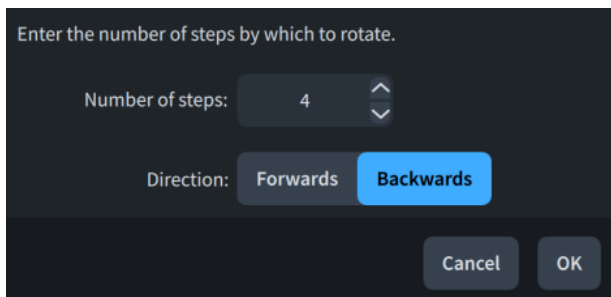 Enter the number of steps by which to rotate.
Number of steps: 4
Direction: Forwards Backwards
Cancel OK